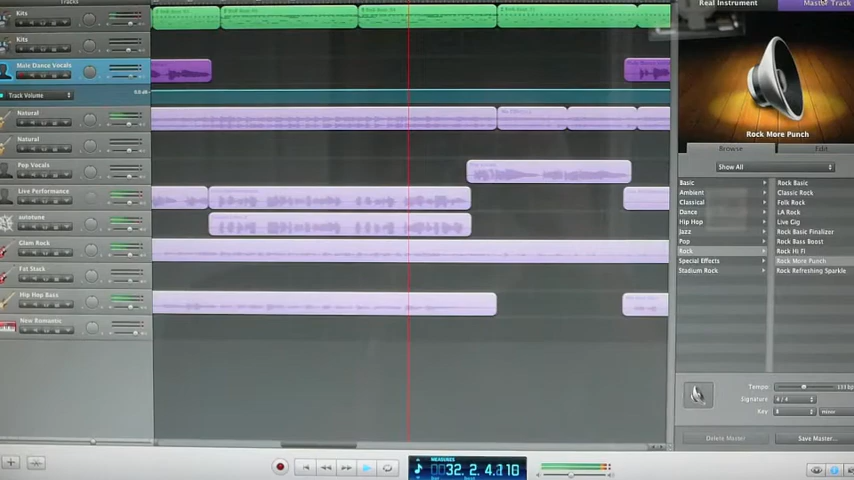 Tracks
Real Instrument
Master Track
Kits
Kits
Male Dance Vocals
Track Volume
Natural
Natural
Pop Vocals
Live Performance
autotune
Glam Rock
Fat Stack
Hip Hop Bass
New Romantic
Rock More Punch
Browse
Edit
Show All
Basic
Ambient
Classical
Dance
Hip Hop
Jazz
Pop
Rock
Special Effects
Stadium Rock
Rock Basic
Classic Rock
Folk Rock
LA Rock
Live Gig
Rock Basic Finalizer
Rock Bass Boost
Rock Hi Fi
Rock More Punch
Rock Refreshing Sparkle
Tempo:
Signature: 4 / 4
Key:
minor
Delete Master
Save Master...
MEASURES
32. 2. 4.110